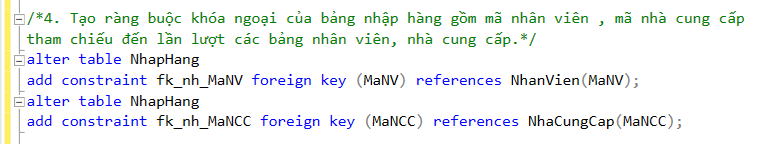 /*4. Tạo ràng buộc khóa ngoại của bảng nhập hàng gồm mã nhân viên , mã nhà cung cấp
tham chiếu đến lần lượt các bảng nhân viên, nhà cung cấp.*/
alter table NhapHang
add constraint fk_nh_MaNV foreign key (MaNV) references NhanVien(MaNV);
alter table NhapHang
add constraint fk_nh_MaNCC foreign key (MaNCC) references NhaCungCap(MaNCC);